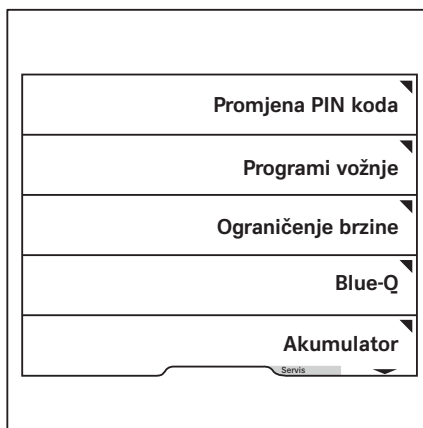 Promjena PIN koda
Programi vožnje
Ograničenje brzine
Blue-Q
Akumulator
Servis